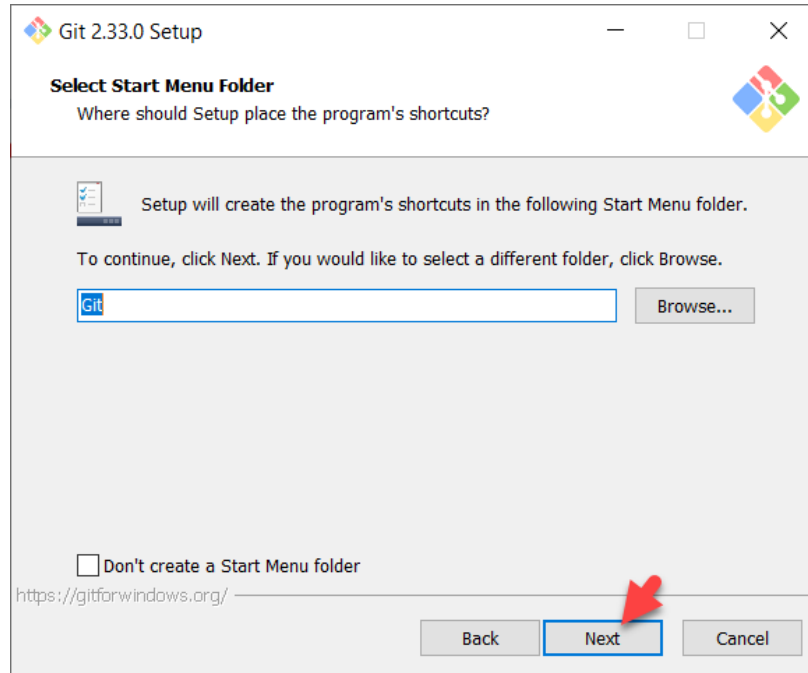 Git 2.33.0 Setup
Select Start Menu Folder
Where should Setup place the program's shortcuts?
Setup will create the program's shortcuts in the following Start Menu folder.
To continue, click Next. If you would like to select a different folder, click Browse.
Git
Browse...
Don't create a Start Menu folder
https://gitforwindows.org/
Back
Next
Cancel